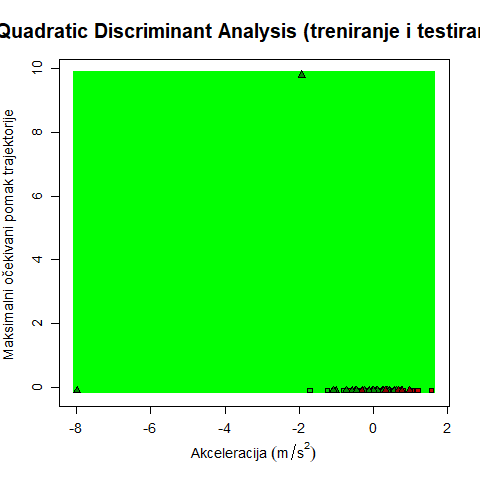 Quadratic Discriminant Analysis (treniranje i testiran
Maksimalni očekivani pomak trajektorije
10
8
6
4
2
0
-8 -6 -4 -2 0 2
Akceleracija (m/s²)